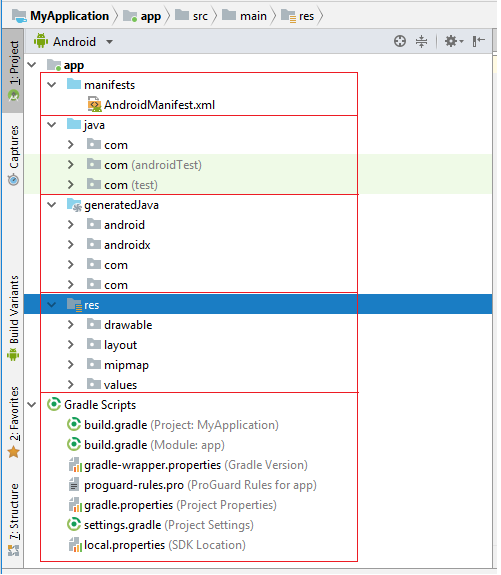 MyApplication app src main res
Android
1: Project
Captures
Build Variants
2: Favorites
7: Structure
app
manifests
AndroidManifest.xml
java
com
com (androidTest)
com (test)
generatedJava
android
androidx
com
com
res
drawable
layout
mipmap
values
Gradle Scripts
build.gradle (Project: MyApplication)
build.gradle (Module: app)
gradle-wrapper.properties (Gradle Version)
proguard-rules.pro (ProGuard Rules for app)
gradle.properties (Project Properties)
settings.gradle (Project Settings)
local.properties (SDK Location)